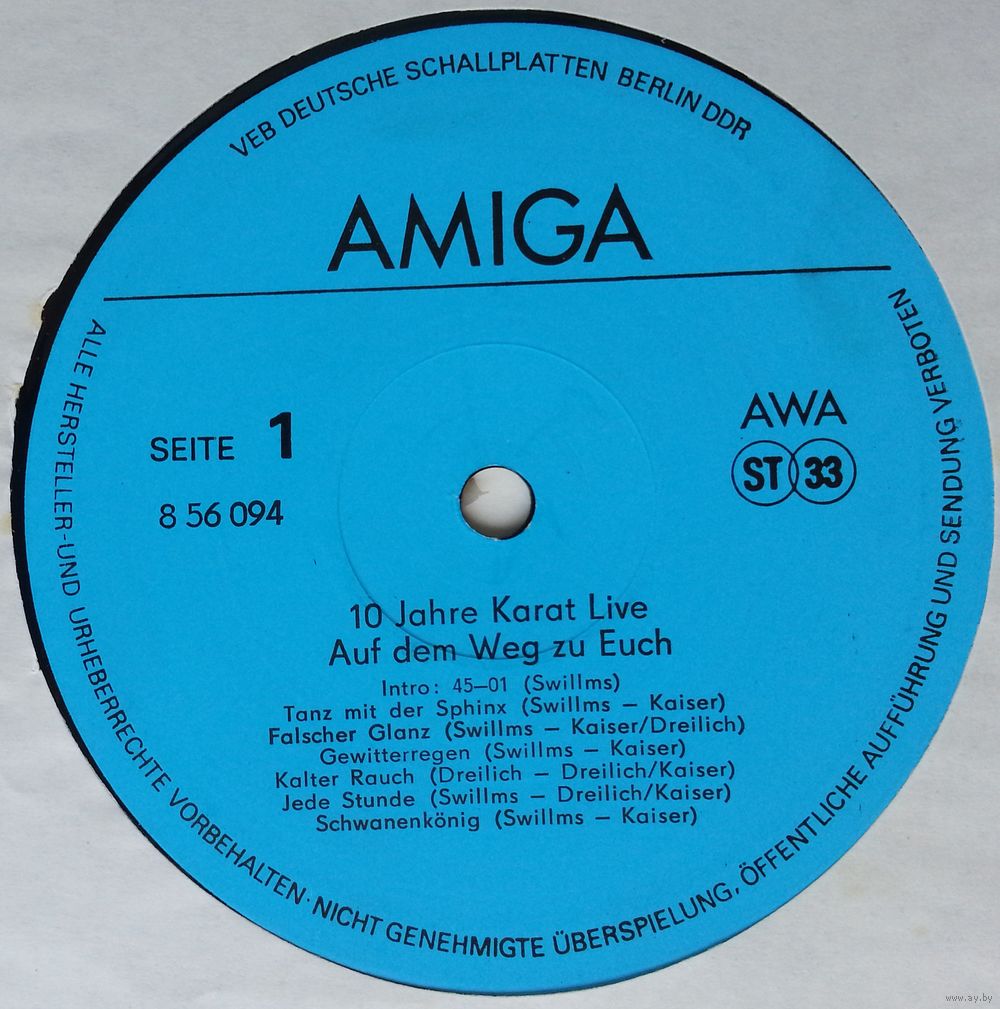 VEB DEUTSCHE SCHALLPLATTEN BERLIN DDR
AMIGA
SEITE 1
8 56 094
AWA
ST 33
10 Jahre Karat Live
Auf dem Weg zu Euch
Intro: 45—01 (Swillms)
Tanz mit der Sphinx (Swillms — Kaiser)
Falscher Glanz (Swillms — Kaiser/Dreilich)
Gewitterregen (Swillms — Kaiser)
Kalter Rauch (Dreilich — Dreilich/Kaiser)
Jede Stunde (Swillms — Dreilich/Kaiser)
Schwanenkönig (Swillms — Kaiser)
ALLE HERSTELLER-UND URHEBERRECHTE VORBEHALTEN · NICHT GENEHMIGTE ÜBERSPIELUNG, ÖFFENTLICHE AUFFÜHRUNG UND SENDUNG VERBOTEN
www.ay.by